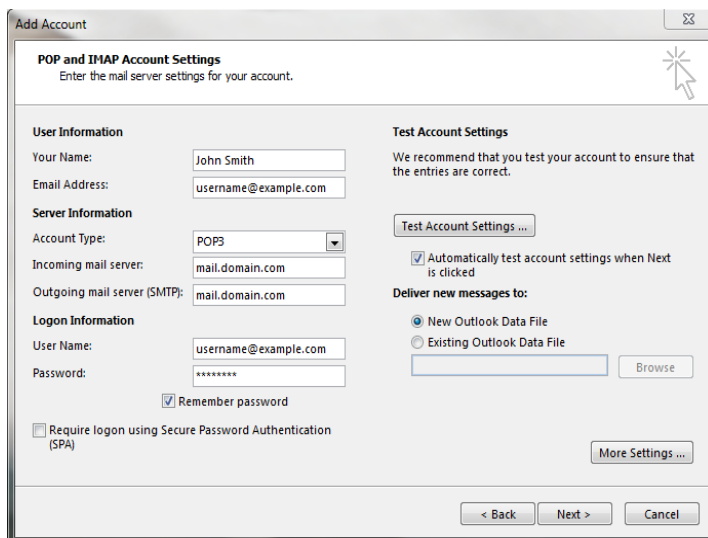 Add Account
POP and IMAP Account Settings
Enter the mail server settings for your account.
User Information
Your Name:
John Smith
Email Address:
username@example.com
Server Information
Account Type:
POP3
Incoming mail server:
mail.domain.com
Outgoing mail server (SMTP):
mail.domain.com
Logon Information
User Name:
username@example.com
Password:
********
Remember password
Require logon using Secure Password Authentication
(SPA)
Test Account Settings
We recommend that you test your account to ensure that
the entries are correct.
Test Account Settings ...
Automatically test account settings when Next
is clicked
Deliver new messages to:
New Outlook Data File
Existing Outlook Data File
Browse
More Settings ...
< Back
Next >
Cancel